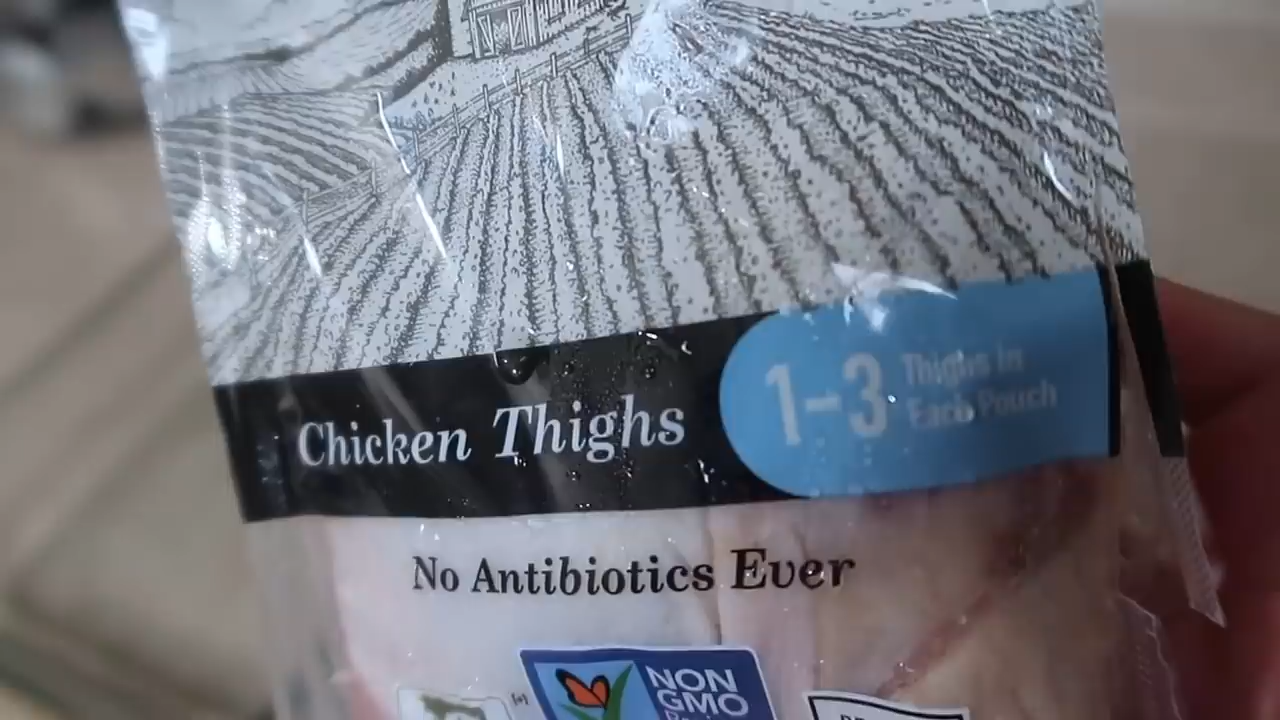 Chicken Thighs
1-3
Thighs in
Each Pouch
No Antibiotics Ever
NON
GMO